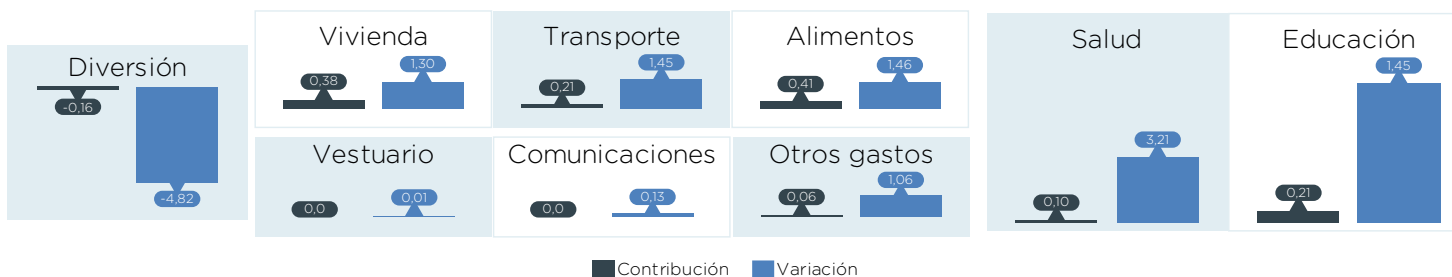 Diversión
-0,16
-4,82
Vivienda
0,38
1,30
Transporte
0,21
1,45
Alimentos
0,41
1,46
Vestuario
0,0
0,01
Comunicaciones
0,0
0,13
Otros gastos
0,06
1,06
Salud
0,10
3,21
Educación
0,21
1,45
Contribución
Variación